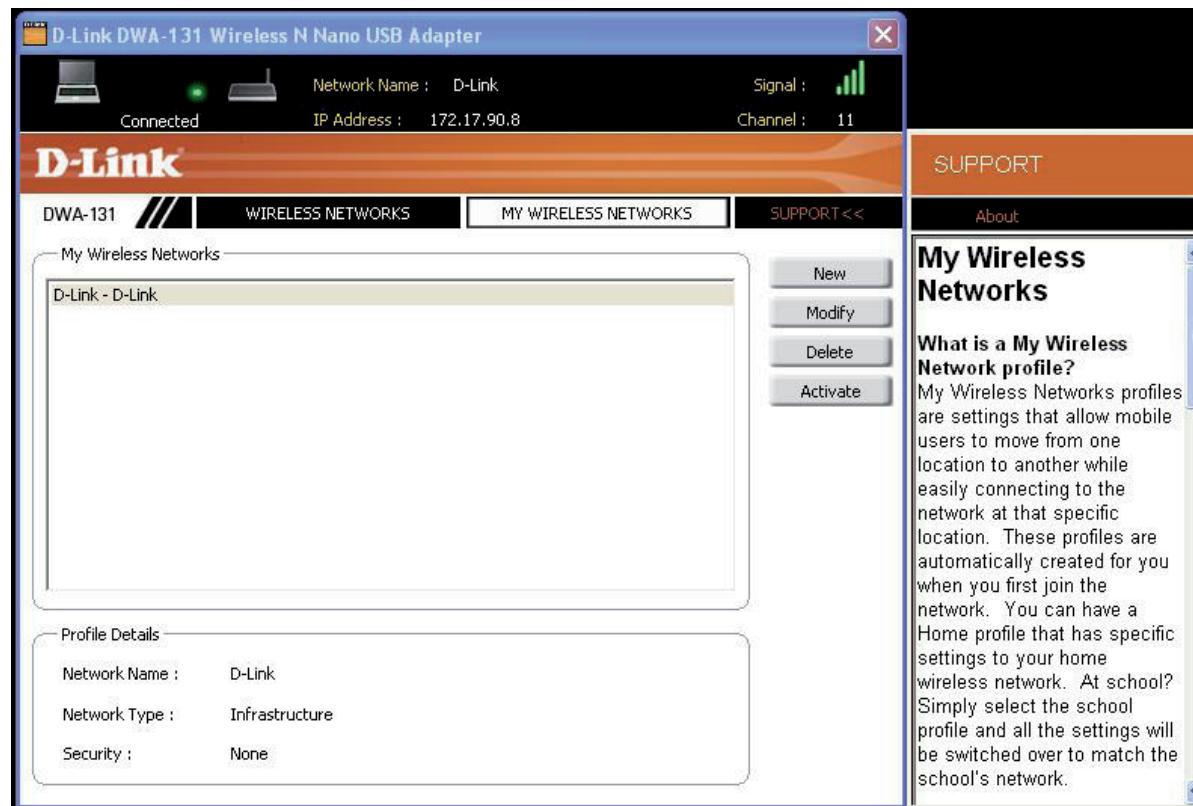 D-Link DWA-131 Wireless N Nano USB Adapter
Connected
Network Name : D-Link
Signal :
IP Address : 172.17.90.8
Channel : 11
D-Link
DWA-131
WIRELESS NETWORKS
MY WIRELESS NETWORKS
SUPPORT<<
My Wireless Networks
D-Link - D-Link
New
Modify
Delete
Activate
Profile Details
Network Name : D-Link
Network Type : Infrastructure
Security : None
SUPPORT
About
My Wireless
Networks
What is a My Wireless
Network profile?
My Wireless Networks profiles
are settings that allow mobile
users to move from one
location to another while
easily connecting to the
network at that specific
location. These profiles are
automatically created for you
when you first join the
network. You can have a
Home profile that has specific
settings to your home
wireless network. At school?
Simply select the school
profile and all the settings will
be switched over to match the
school's network.